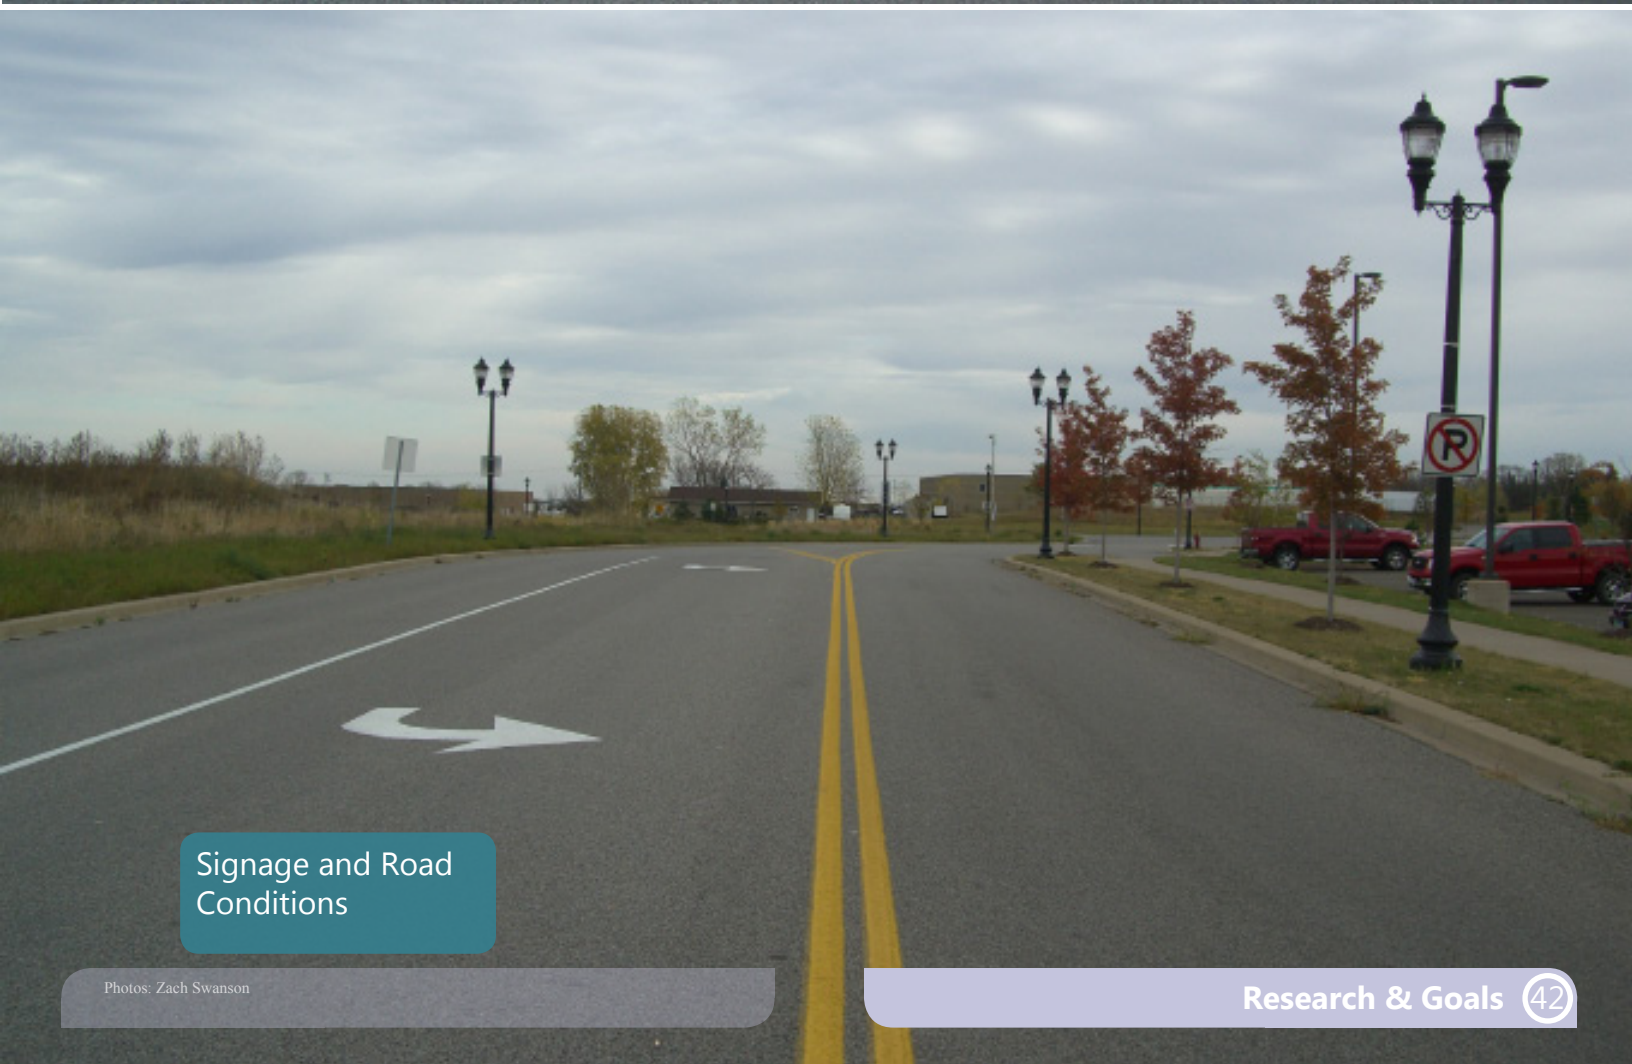 P
Signage and Road
Conditions
Photos: Zach Swanson
Research & Goals 42